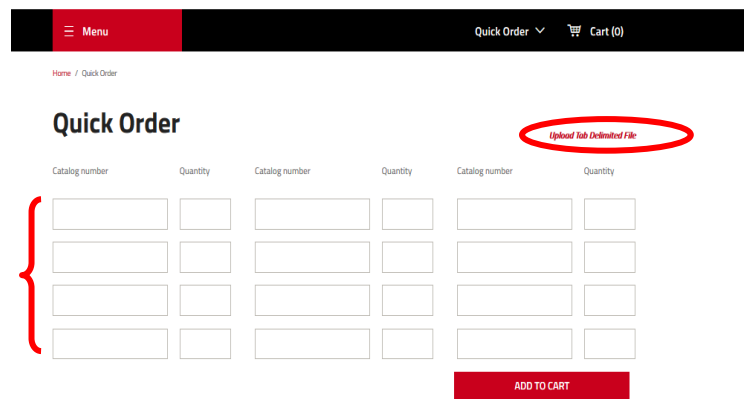 Menu
Quick Order
Cart (0)
Home / Quick Order
Quick Order
Upload Tab Delimited File
Catalog number Quantity Catalog number Quantity Catalog number Quantity
ADD TO CART